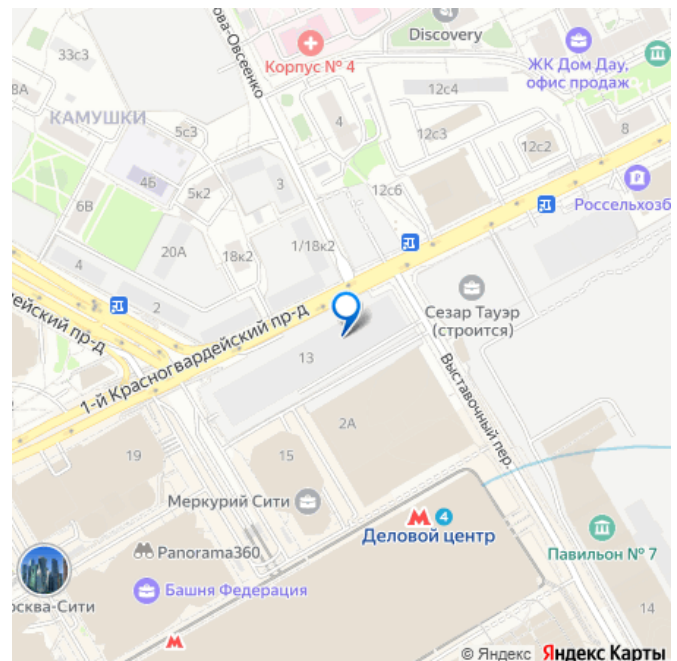 33с3
ова-Овсеенко
Discovery
Корпус № 4
ЖК Дом Дау,
офис продаж
8А
12с4
КАМУШКИ
5с3
4
12с3
8
12с2
4Б
5к2
3
12с6
Россельхозб
6В
20А
18к2
1/18к2
4
2
ейский пр-д
1-й Красногвардейский пр-д
Сезар Тауэр
(строится)
13
Выставочный пер.
2А
19
15
Меркурий Сити
4
Деловой центр
Panorama360
Павильон № 7
Башня Федерация
осква-Сити
14
© Яндекс Яндекс Карты